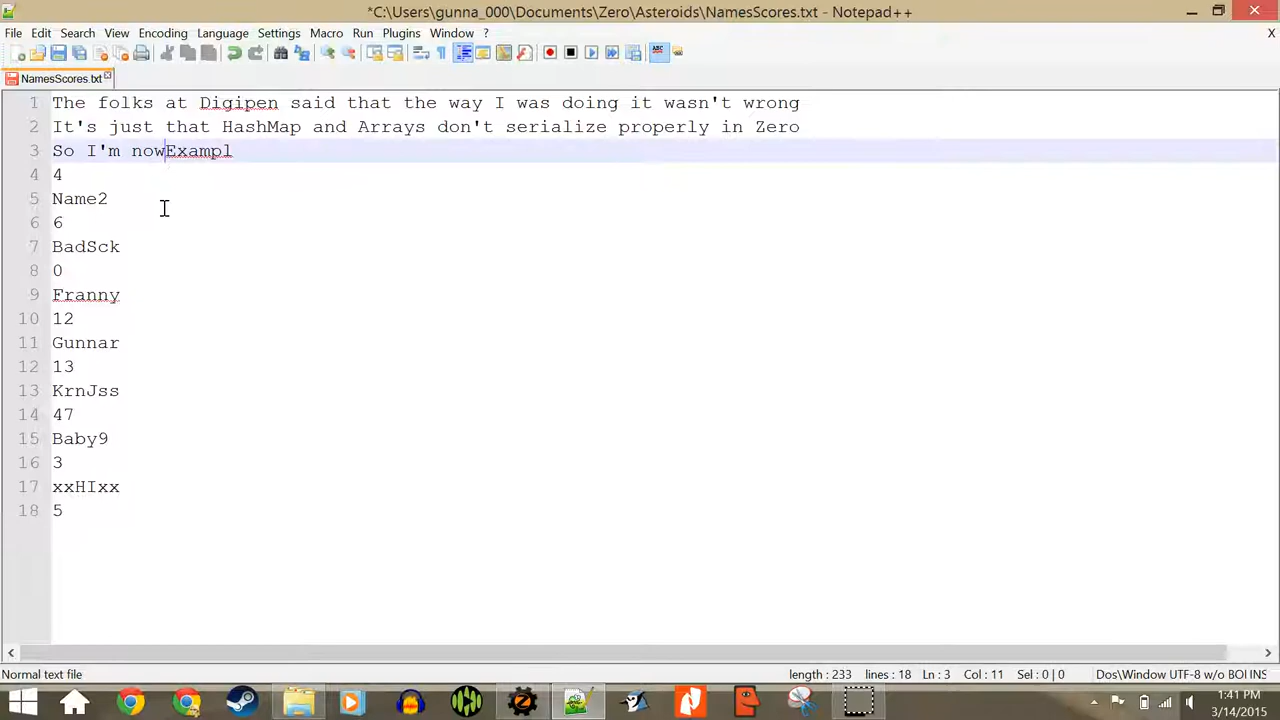 *C:\Users\gunna_000\Documents\Zero\Asteroids\NamesScores.txt - Notepad++
File Edit Search View Encoding Language Settings Macro Run Plugins Window ? X
NamesScores.txt
1 The folks at Digipen said that the way I was doing it wasn't wrong
2 It's just that HashMap and Arrays don't serialize properly in Zero
3 So I'm nowExampl
4 4
5 Name2
6 6
7 BadSck
8 0
9 Franny
10 12
11 Gunnar
12 13
13 KrnJss
14 47
15 Baby9
16 3
17 xxHIxx
18 5
Normal text file length : 233 lines : 18 Ln : 3 Col : 11 Sel : 0 | 0 Dos\Window UTF-8 w/o BOI INS
1:41 PM
3/14/2015